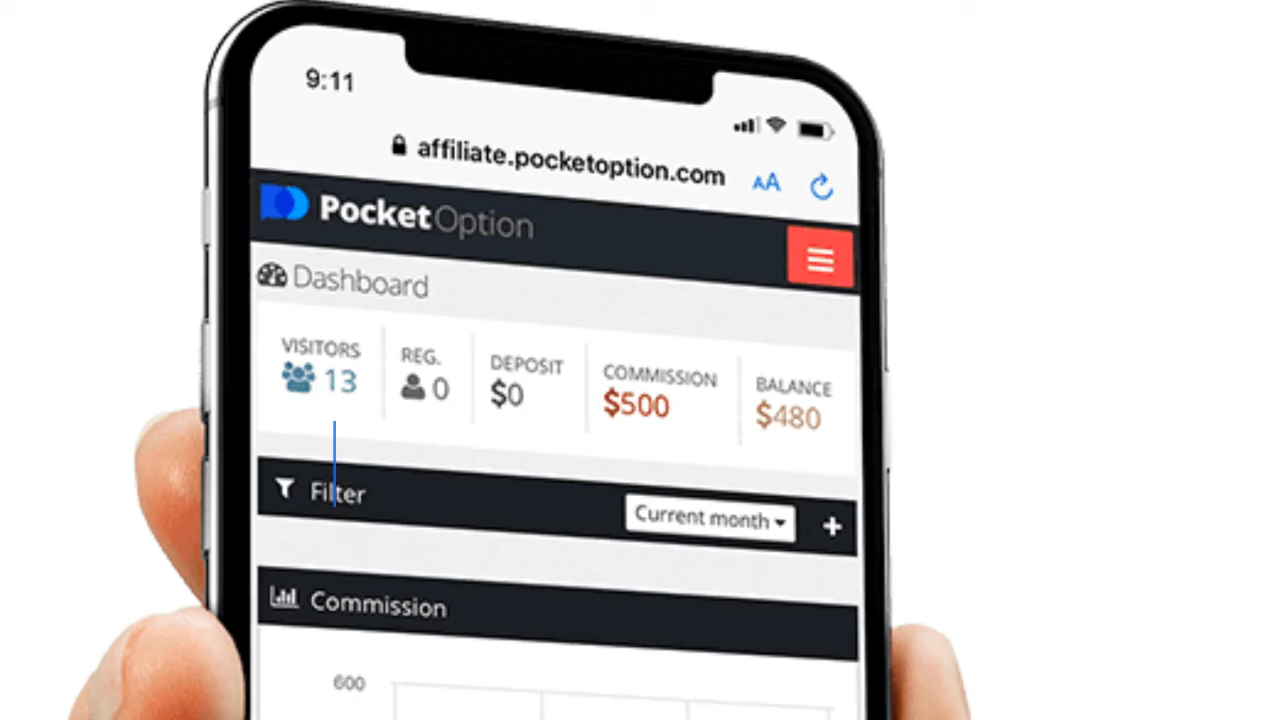 9:11
affiliate.pocketoption.com AA
PocketOption
Dashboard
VISITORS REG. DEPOSIT COMMISSION BALANCE
13 0 $0 $500 $480
Filter Current month +
Commission
600